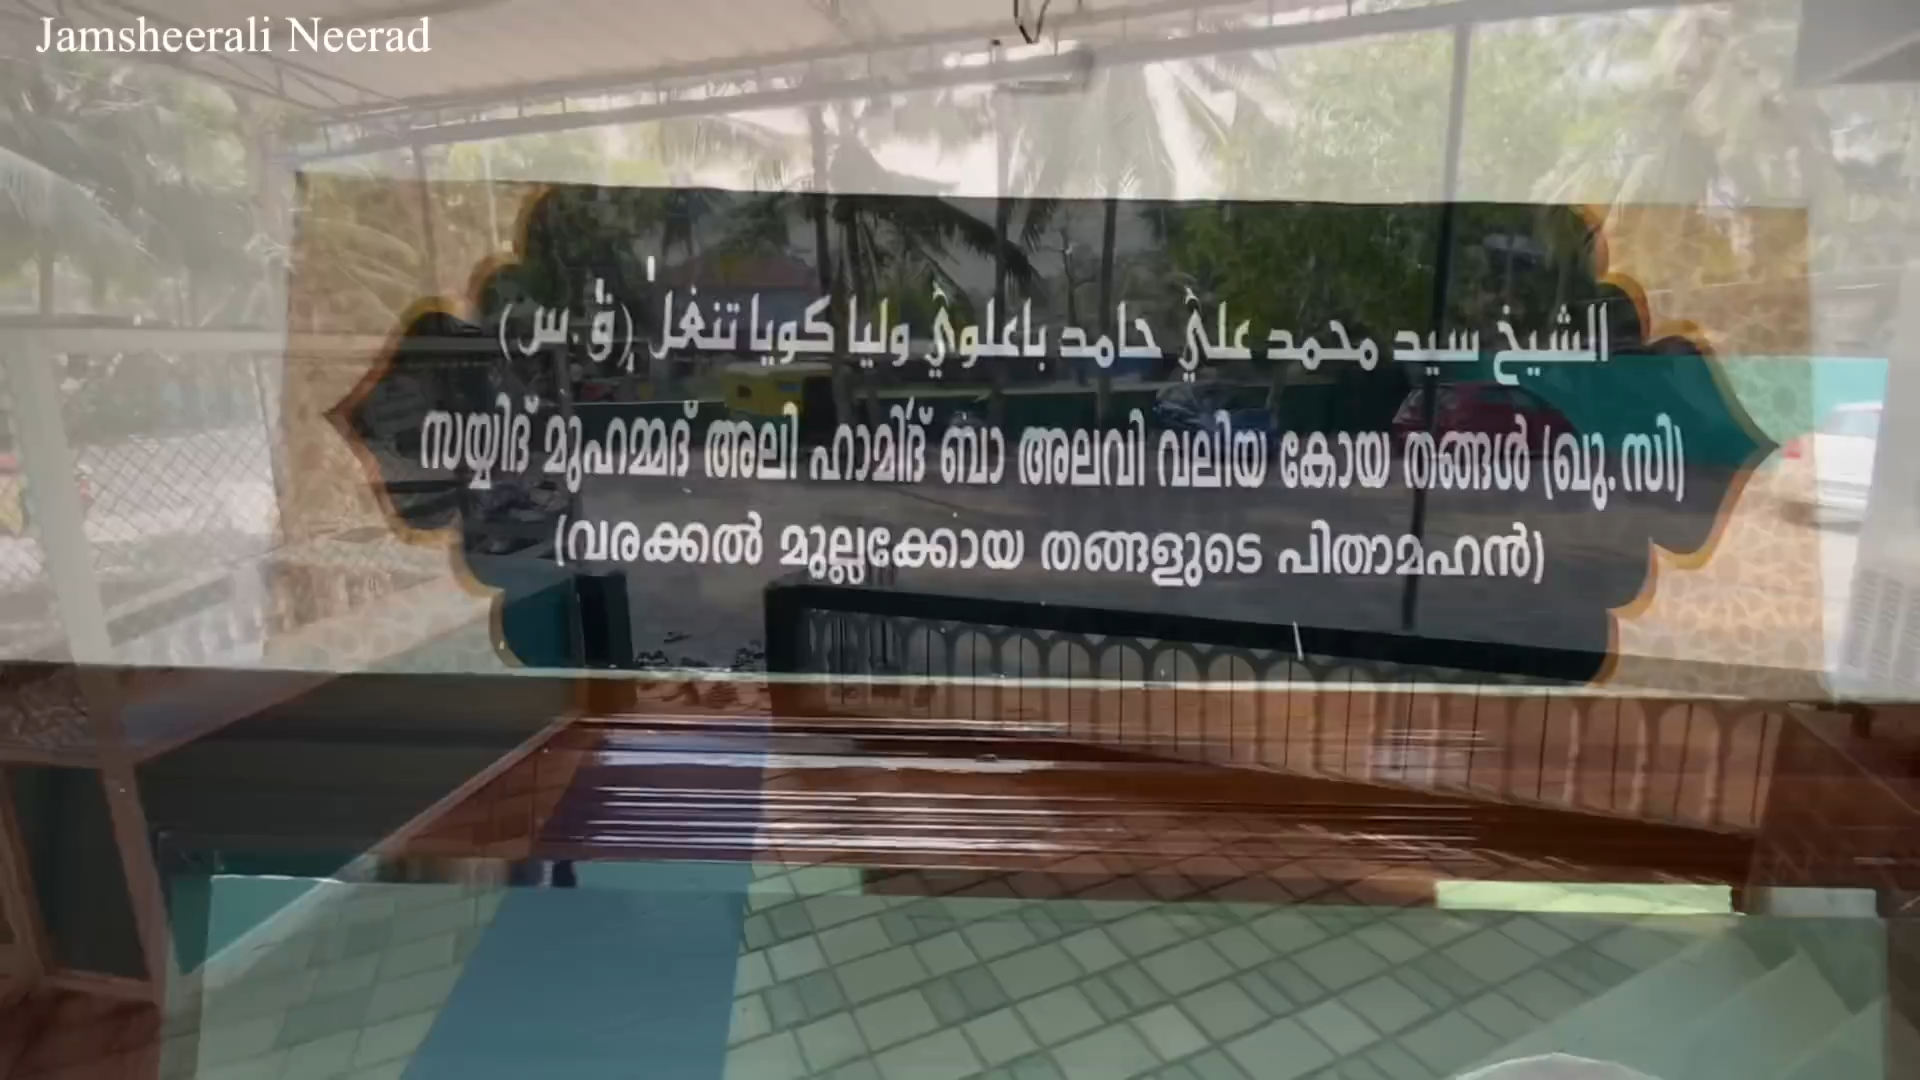 Jamsheerali Neerad
الشيخ سيد محمد علي حامد باعلوي وليا كويا تنغل (ق.س)
സയ്യിദ് മുഹമ്മദ് അലി ഹാമിദ് ബാ അലവി വലിയ കോയ തങ്ങൾ (ഖു.സി)
(വരക്കൽ മുല്ലക്കോയ തങ്ങളുടെ പിതാമഹൻ)